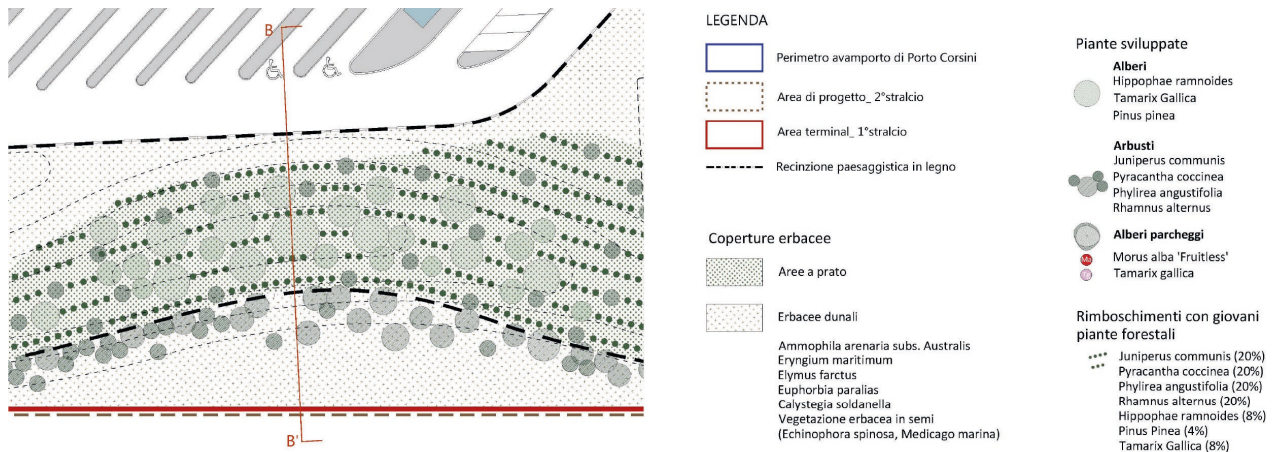 B
B'
LEGENDA
Perimetro avamporto di Porto Corsini
Area di progetto_ 2°stralcio
Area terminal_ 1°stralcio
Recinzione paesaggistica in legno
Coperture erbacee
Aree a prato
Erbacee dunali
Ammophila arenaria subs. Australis
Eryngium maritimum
Elymus farctus
Euphorbia paralias
Calystegia soldanella
Vegetazione erbacea in semi
(Echinophora spinosa, Medicago marina)
Piante sviluppate
Alberi
Hippophae ramnoides
Tamarix Gallica
Pinus pinea
Arbusti
Juniperus communis
Pyracantha coccinea
Phylirea angustifolia
Rhamnus alternus
Alberi parcheggi
Ma Morus alba 'Fruitless'
Tamarix gallica
Rimboschimenti con giovani
piante forestali
Juniperus communis (20%)
Pyracantha coccinea (20%)
Phylirea angustifolia (20%)
Rhamnus alternus (20%)
Hippophae ramnoides (8%)
Pinus Pinea (4%)
Tamarix Gallica (8%)